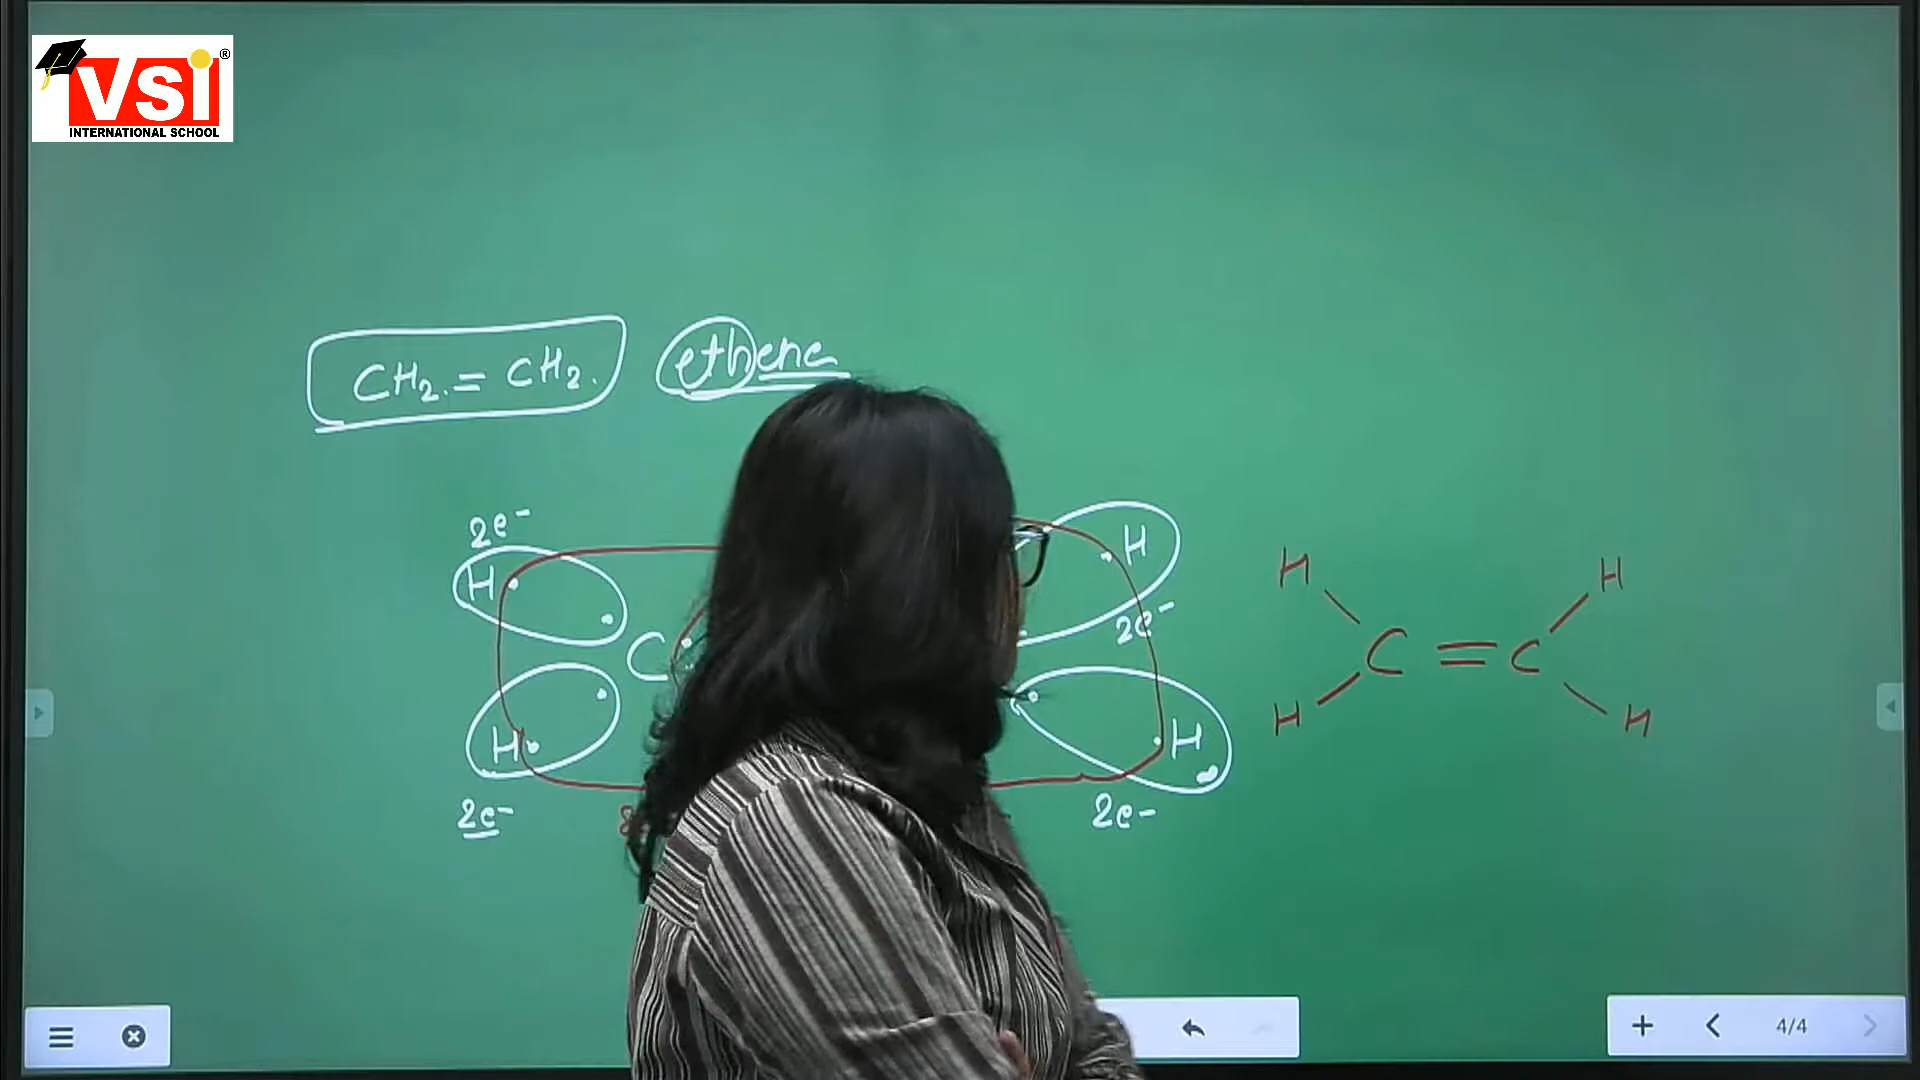 VSI ®
INTERNATIONAL SCHOOL
CH₂. = CH₂.
ethene
2e⁻
H
H
H
H
2e⁻
C
C = C
H
H
H
H
2e⁻
2e⁻
4/4